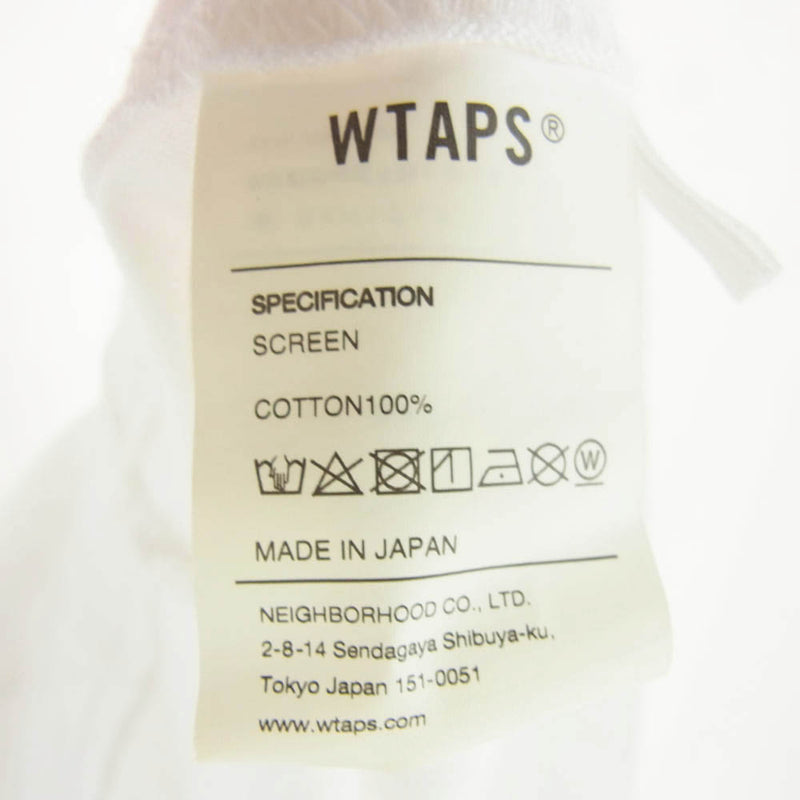 WTAPS®
SPECIFICATION
SCREEN
COTTON100%
W
MADE IN JAPAN
NEIGHBORHOOD CO., LTD.
2-8-14 Sendagaya Shibuya-ku,
Tokyo Japan 151-0051
www.wtaps.com